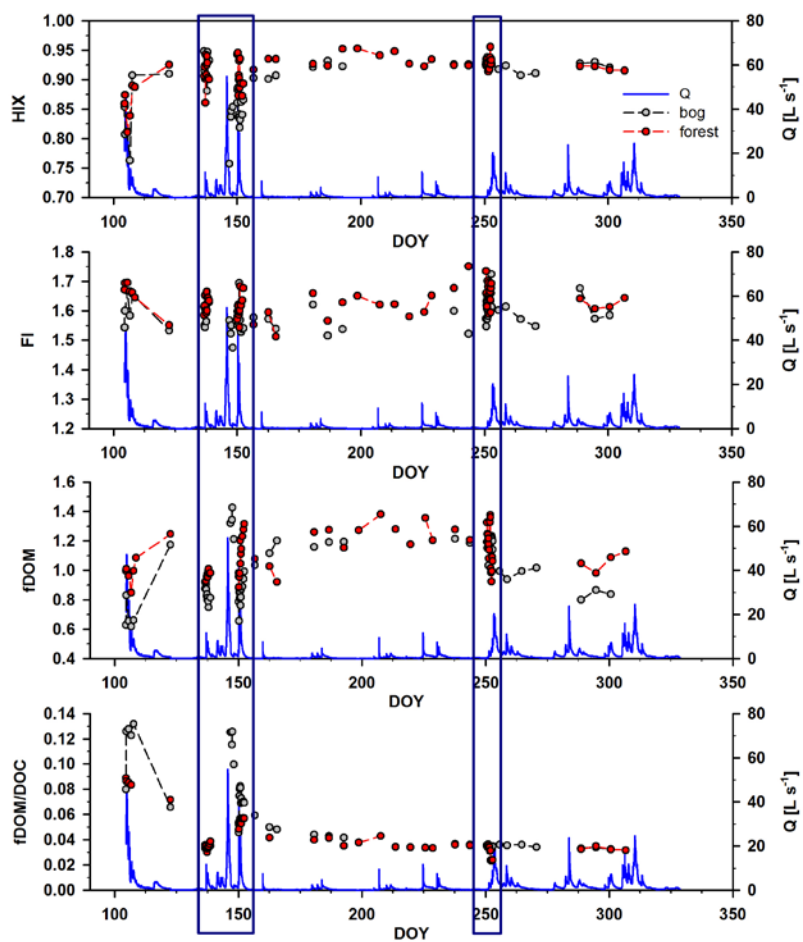 1.00
0.95
0.90
0.85
0.80
0.75
0.70
HIX
80
60
40
20
0
Q [L s⁻¹]
Q
bog
forest
100 150 200 250 300 350
DOY
1.8
1.7
1.6
1.5
1.4
1.3
1.2
FI
80
60
40
20
0
Q [L s⁻¹]
100 150 200 250 300 350
DOY
1.6
1.4
1.2
1.0
0.8
0.6
0.4
fDOM
80
60
40
20
0
Q [L s⁻¹]
100 150 200 250 300 350
DOY
0.14
0.12
0.10
0.08
0.06
0.04
0.02
0.00
fDOM/DOC
80
60
40
20
0
Q [L s⁻¹]
100 150 200 250 300 350
DOY